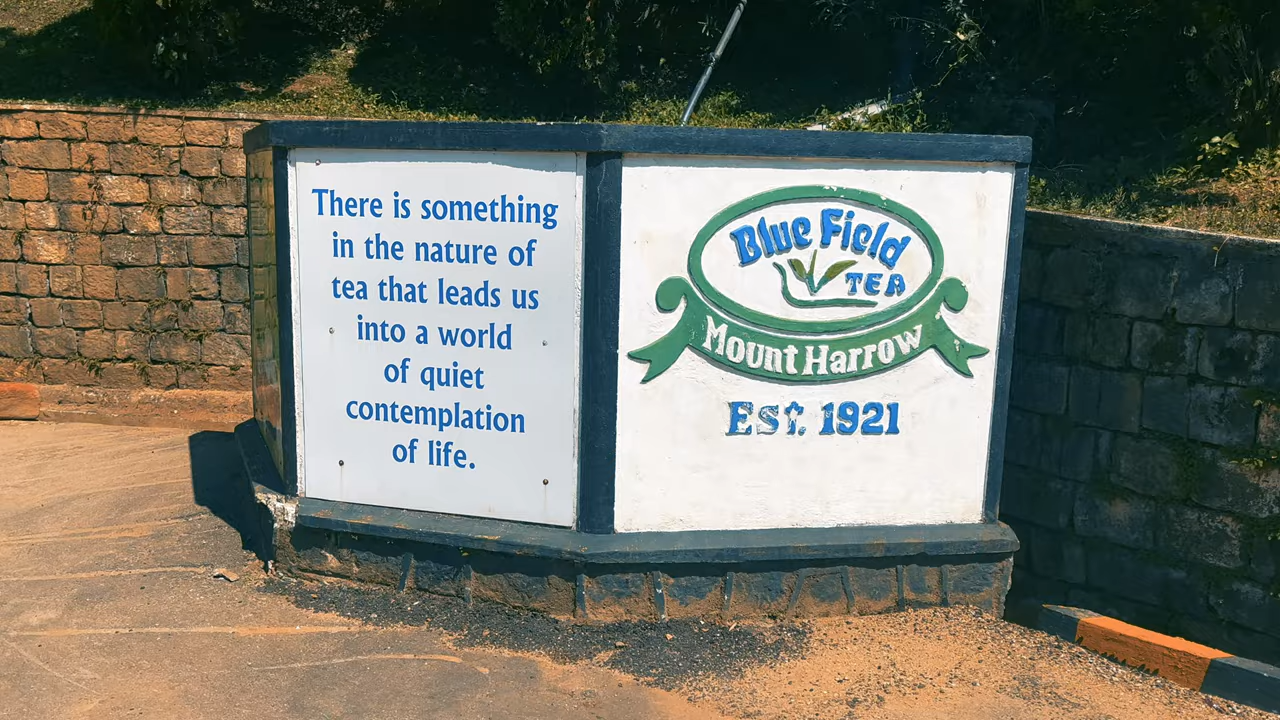 There is something
in the nature of
tea that leads us
into a world
of quiet
contemplation
of life.
Blue Field
TEA
Mount Harrow
Est. 1921